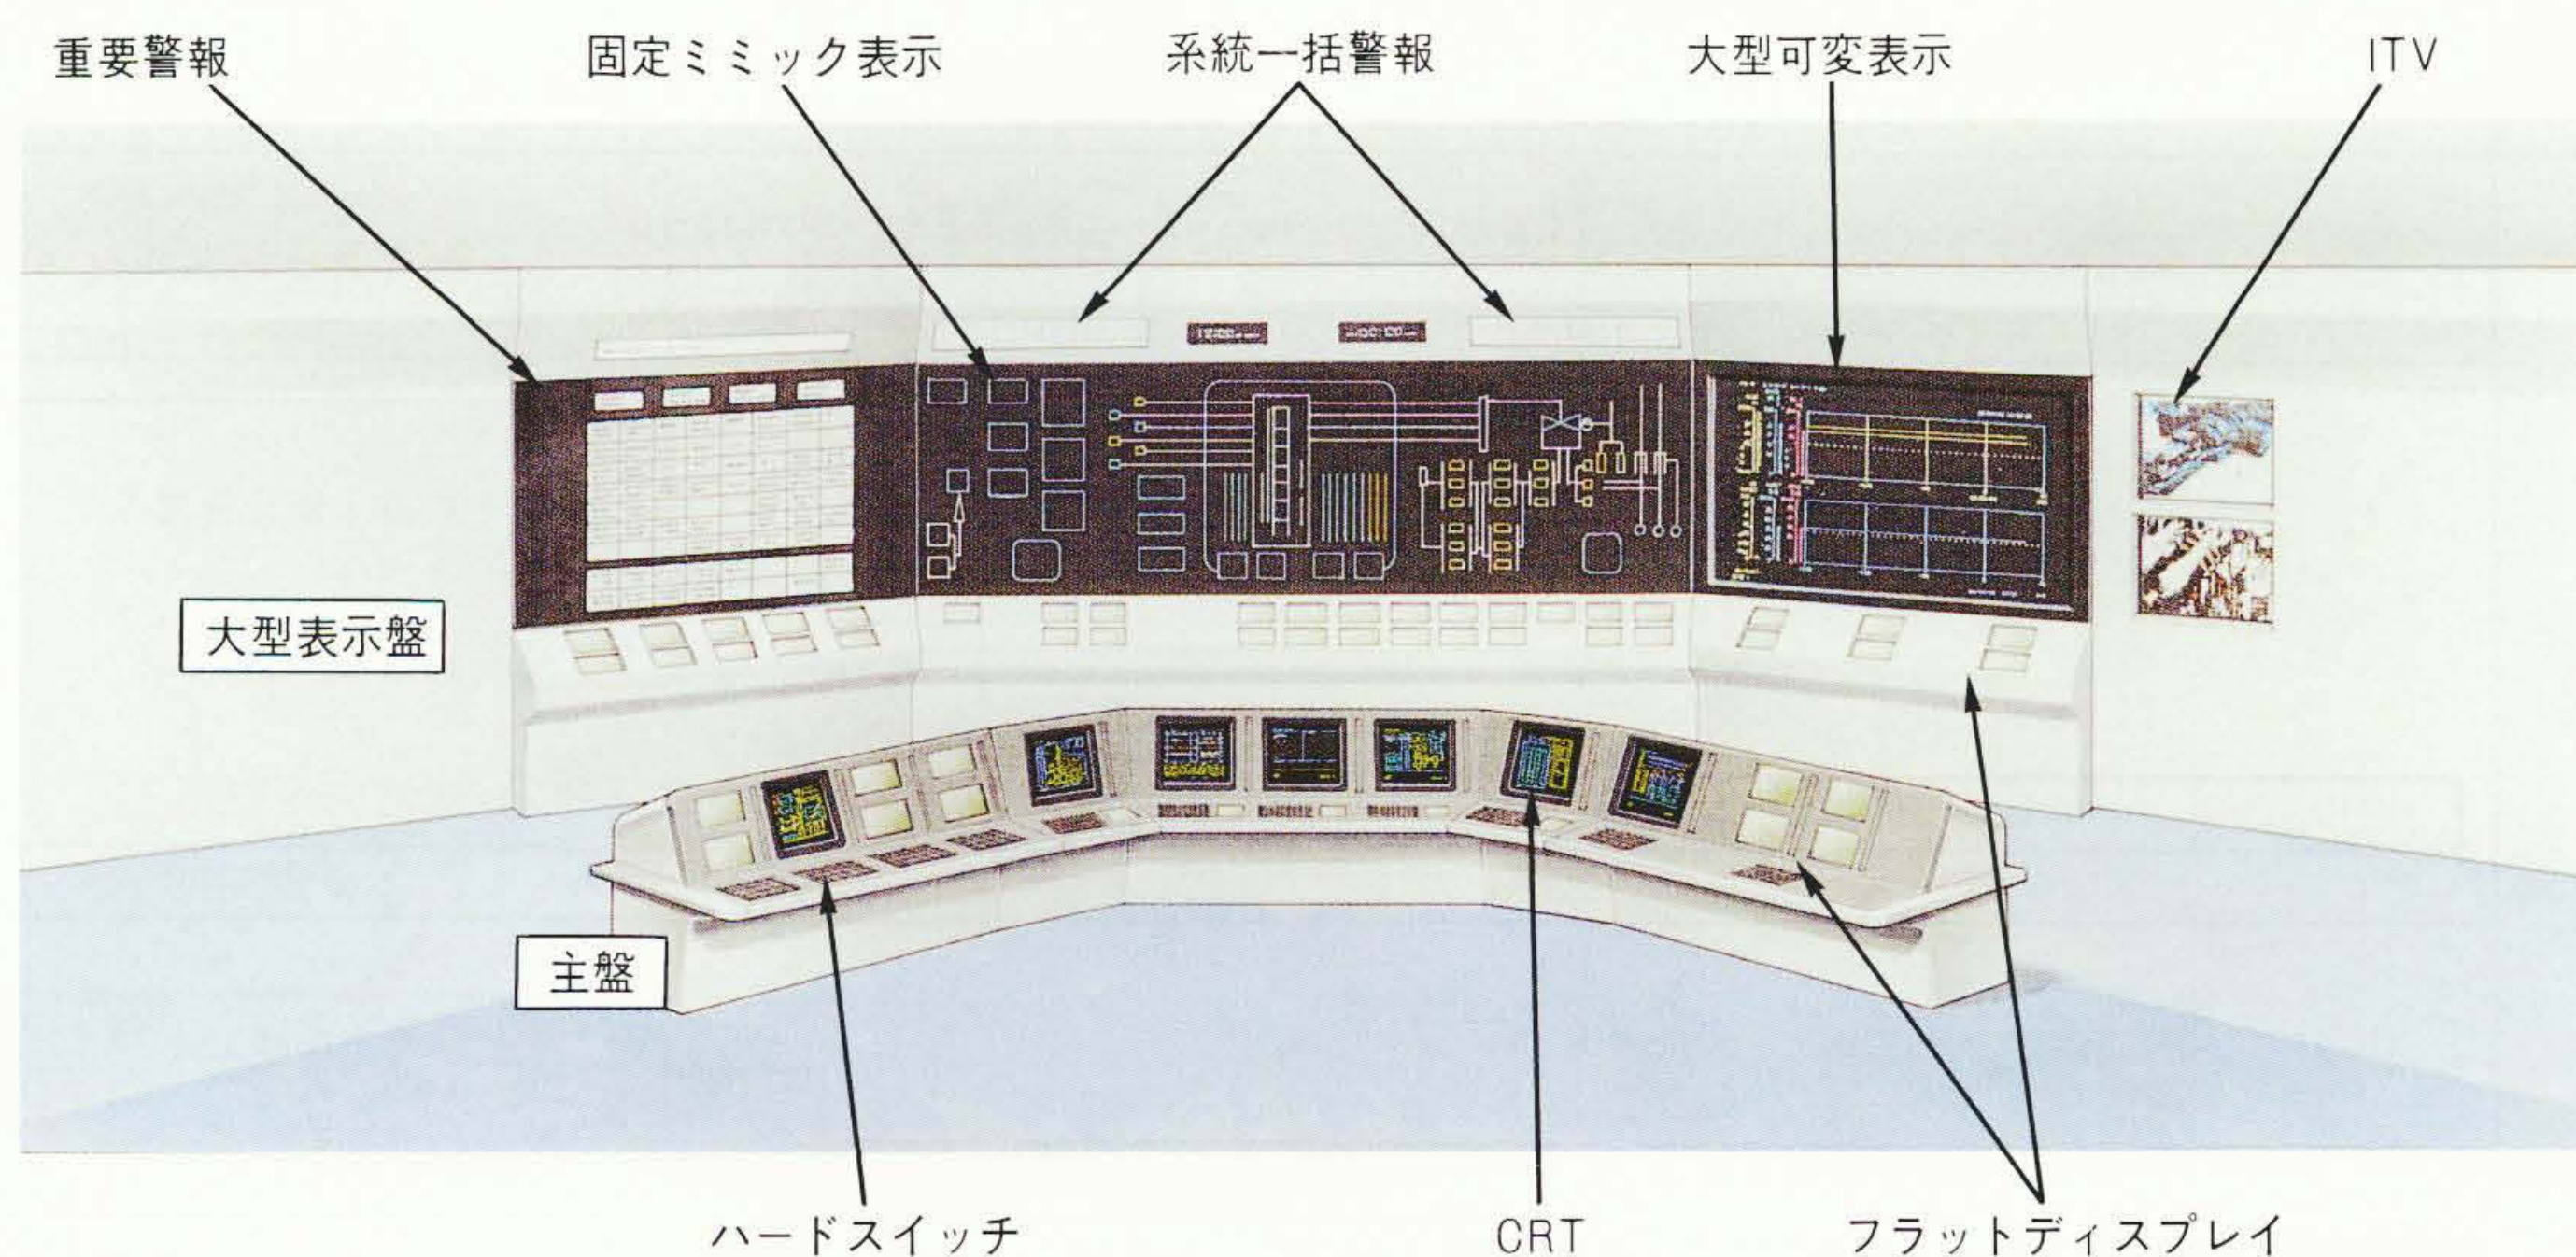 重要警報
固定ミミック表示
系統一括警報
大型可変表示
ITV
大型表示盤
主盤
ハードスイッチ
CRT
フラットディスプレイ